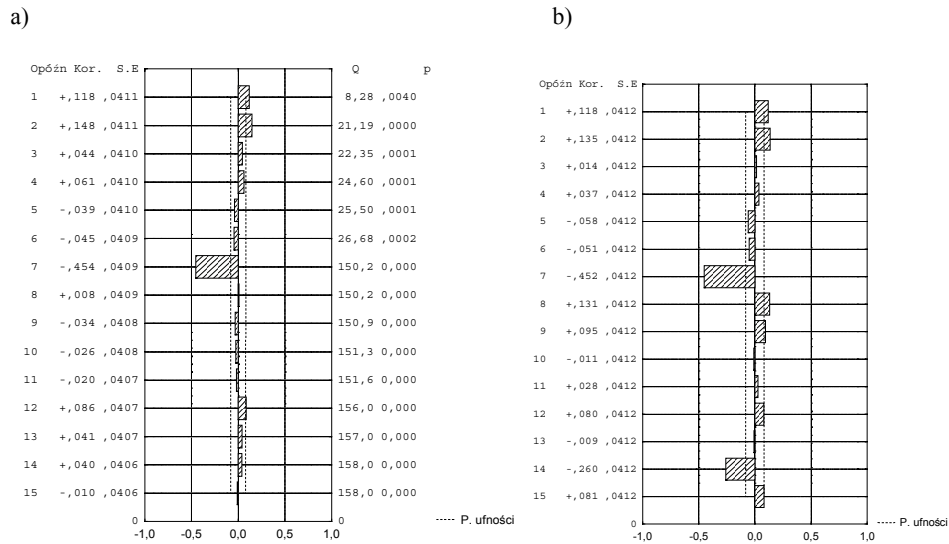 a)
Opóźn Kor. S.E Q p
1 +,118 ,0411 8,28 ,0040
2 +,148 ,0411 21,19 ,0000
3 +,044 ,0410 22,35 ,0001
4 +,061 ,0410 24,60 ,0001
5 -,039 ,0410 25,50 ,0001
6 -,045 ,0409 26,68 ,0002
7 -,454 ,0409 150,2 0,000
8 +,008 ,0409 150,2 0,000
9 -,034 ,0408 150,9 0,000
10 -,026 ,0408 151,3 0,000
11 -,020 ,0407 151,6 0,000
12 +,086 ,0407 156,0 0,000
13 +,041 ,0407 157,0 0,000
14 +,040 ,0406 158,0 0,000
15 -,010 ,0406 158,0 0,000
0 0
-1,0 -0,5 0,0 0,5 1,0
P. ufności
b)
Opóźn Kor. S.E
1 +,118 ,0412
2 +,135 ,0412
3 +,014 ,0412
4 +,037 ,0412
5 -,058 ,0412
6 -,051 ,0412
7 -,452 ,0412
8 +,131 ,0412
9 +,095 ,0412
10 -,011 ,0412
11 +,028 ,0412
12 +,080 ,0412
13 -,009 ,0412
14 -,260 ,0412
15 +,081 ,0412
0
-1,0 -0,5 0,0 0,5 1,0
P. ufności